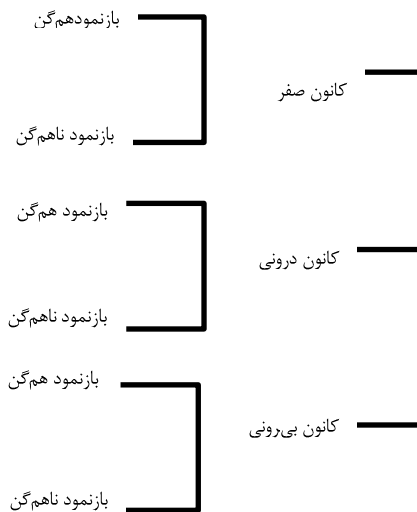 بازنمودهم‌گن
کانون صفر
بازنمود ناهم‌گن
بازنمود هم‌گن
کانون درونی
بازنمود ناهم‌گن
بازنمود هم‌گن
کانون بی‌رونی
بازنمود ناهم‌گن